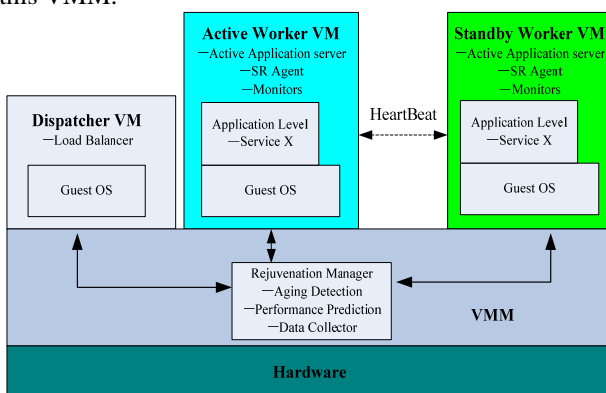 this VMM.
Active Worker VM
—Active Application server
—SR Agent
—Monitors
Application Level
—Service X
Guest OS
HeartBeat
Standby Worker VM
—Active Application server
—SR Agent
—Monitors
Application Level
—Service X
Guest OS
Dispatcher VM
—Load Balancer
Guest OS
Rejuvenation Manager
—Aging Detection
—Performance Prediction
—Data Collector
VMM
Hardware